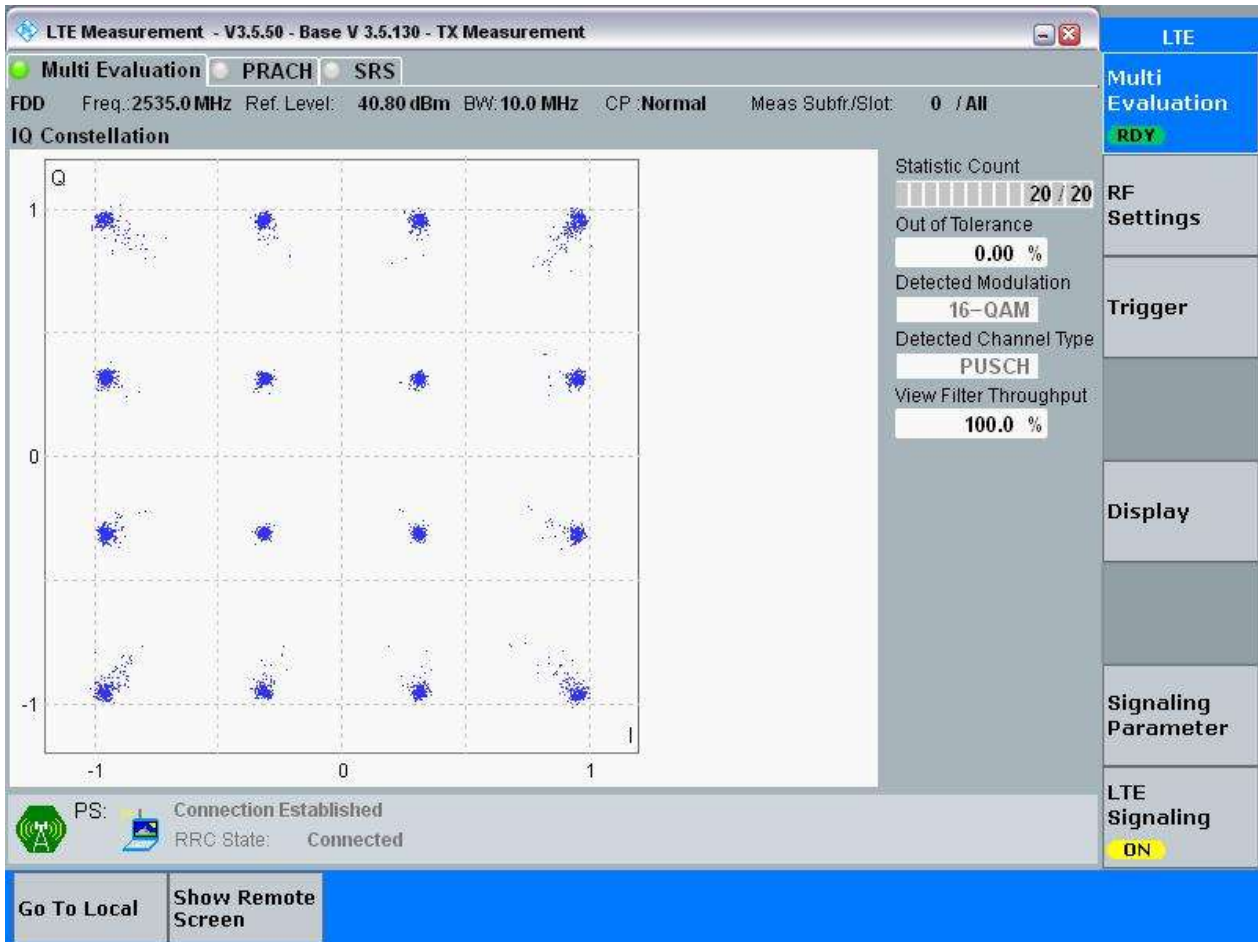 LTE Measurement - V3.5.50 - Base V 3.5.130 - TX Measurement
LTE
Multi Evaluation PRACH SRS
Multi
Evaluation
RDY
FDD Freq.:2535.0 MHz Ref. Level: 40.80 dBm BW:10.0 MHz CP :Normal Meas Subfr./Slot: 0 / All
IQ Constellation
Q
1
0
-1
I
-1 0 1
Statistic Count
20 / 20
Out of Tolerance
0.00 %
Detected Modulation
16-QAM
Detected Channel Type
PUSCH
View Filter Throughput
100.0 %
RF
Settings
Trigger
Display
Signaling
Parameter
LTE
Signaling
ON
PS: Connection Established
RRC State: Connected
Go To Local
Show Remote
Screen